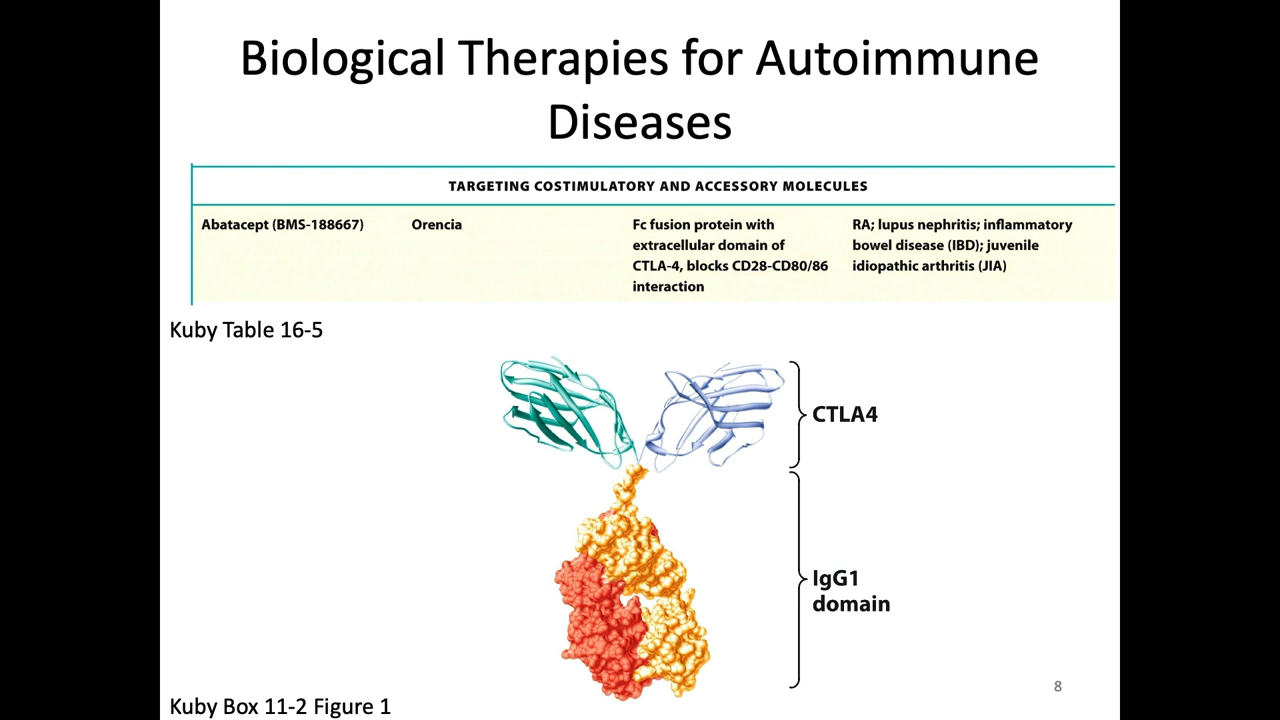 Biological Therapies for Autoimmune
Diseases
TARGETING COSTIMULATORY AND ACCESSORY MOLECULES
Abatacept (BMS-188667)
Orencia
Fc fusion protein with
extracellular domain of
CTLA-4, blocks CD28-CD80/86
interaction
RA; lupus nephritis; inflammatory
bowel disease (IBD); juvenile
idiopathic arthritis (JIA)
Kuby Table 16-5
CTLA4
IgG1
domain
8
Kuby Box 11-2 Figure 1